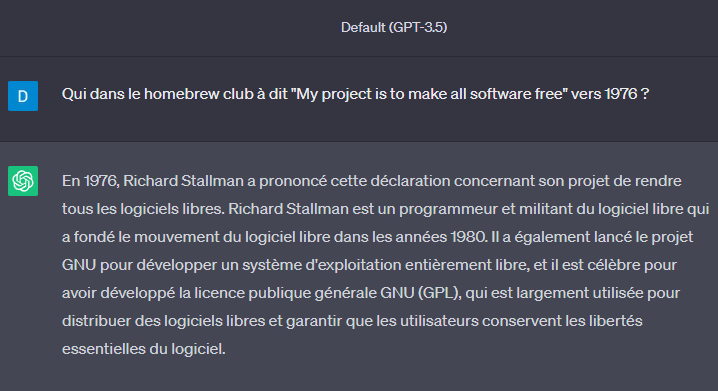 Default (GPT-3.5)
D
Qui dans le homebrew club à dit "My project is to make all software free" vers 1976 ?
En 1976, Richard Stallman a prononcé cette déclaration concernant son projet de rendre
tous les logiciels libres. Richard Stallman est un programmeur et militant du logiciel libre qui
a fondé le mouvement du logiciel libre dans les années 1980. Il a également lancé le projet
GNU pour développer un système d'exploitation entièrement libre, et il est célèbre pour
avoir développé la licence publique générale GNU (GPL), qui est largement utilisée pour
distribuer des logiciels libres et garantir que les utilisateurs conservent les libertés
essentielles du logiciel.